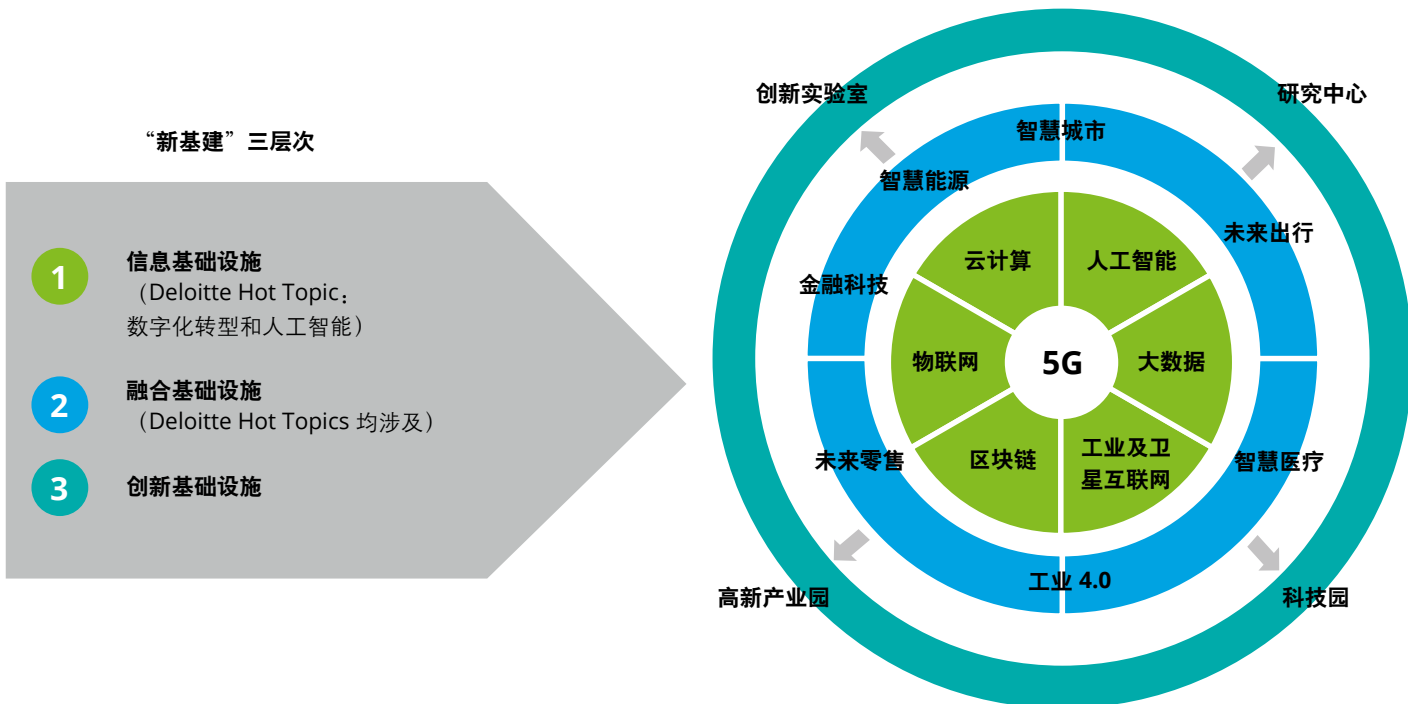 “新基建”三层次
1
信息基础设施
（Deloitte Hot Topic：
数字化转型和人工智能）
2
融合基础设施
（Deloitte Hot Topics 均涉及）
3
创新基础设施
创新实验室
研究中心
智慧城市
智慧能源
未来出行
云计算
人工智能
金融科技
物联网
5G
大数据
未来零售
区块链
工业及卫
星互联网
智慧医疗
工业 4.0
高新产业园
科技园